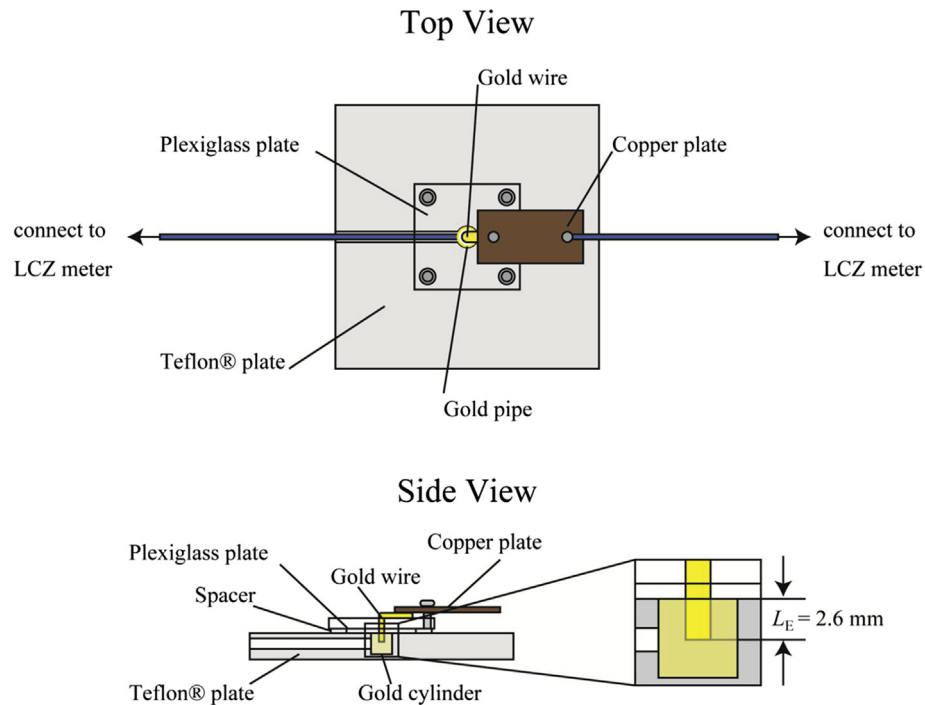 Top View
Gold wire
Plexiglass plate
Copper plate
connect to
LCZ meter
connect to
LCZ meter
Teflon® plate
Gold pipe
Side View
Plexiglass plate
Copper plate
Gold wire
Spacer
L_E = 2.6 mm
Teflon® plate
Gold cylinder